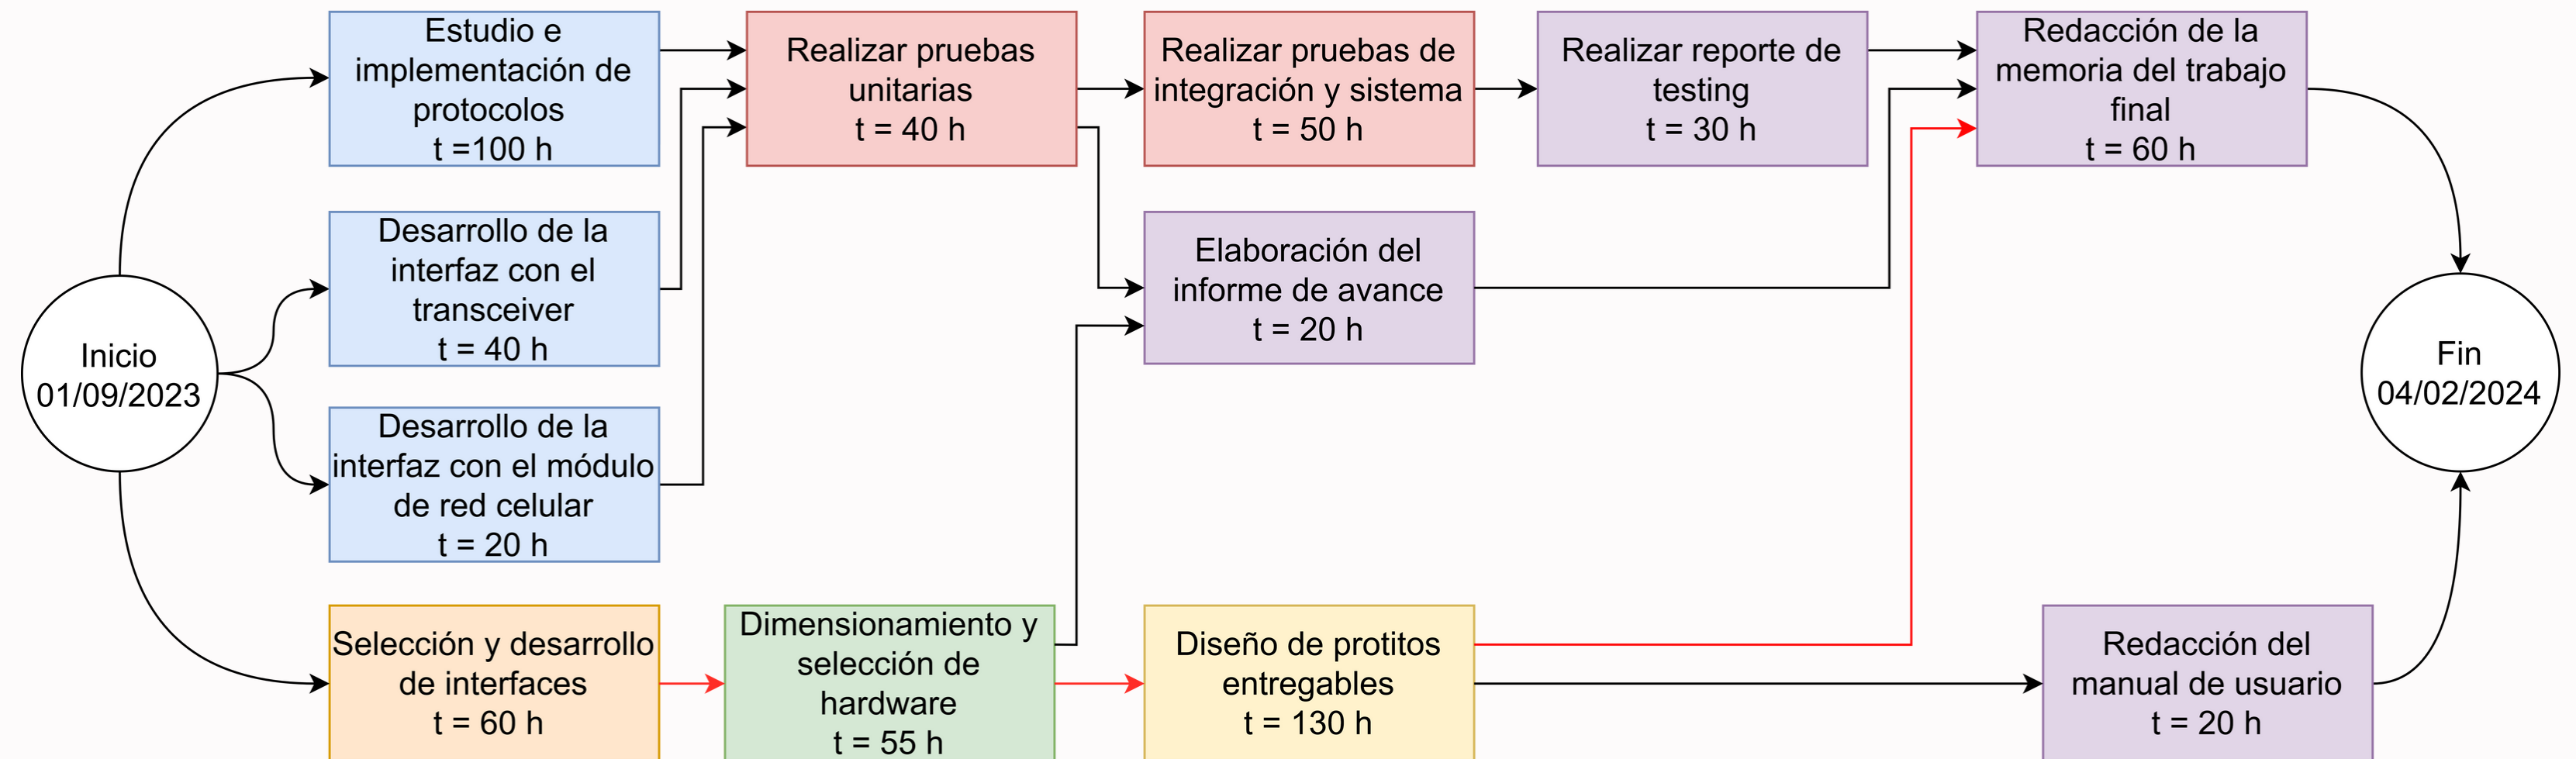 Estudio e
implementación de
protocolos
t =100 h
Realizar pruebas
unitarias
t = 40 h
Realizar pruebas de
integración y sistema
t = 50 h
Realizar reporte de
testing
t = 30 h
Redacción de la
memoria del trabajo
final
t = 60 h
Desarrollo de la
interfaz con el
transceiver
t = 40 h
Elaboración del
informe de avance
t = 20 h
Inicio
01/09/2023
Fin
04/02/2024
Desarrollo de la
interfaz con el módulo
de red celular
t = 20 h
Selección y desarrollo
de interfaces
t = 60 h
Dimensionamiento y
selección de
hardware
t = 55 h
Diseño de protitos
entregables
t = 130 h
Redacción del
manual de usuario
t = 20 h